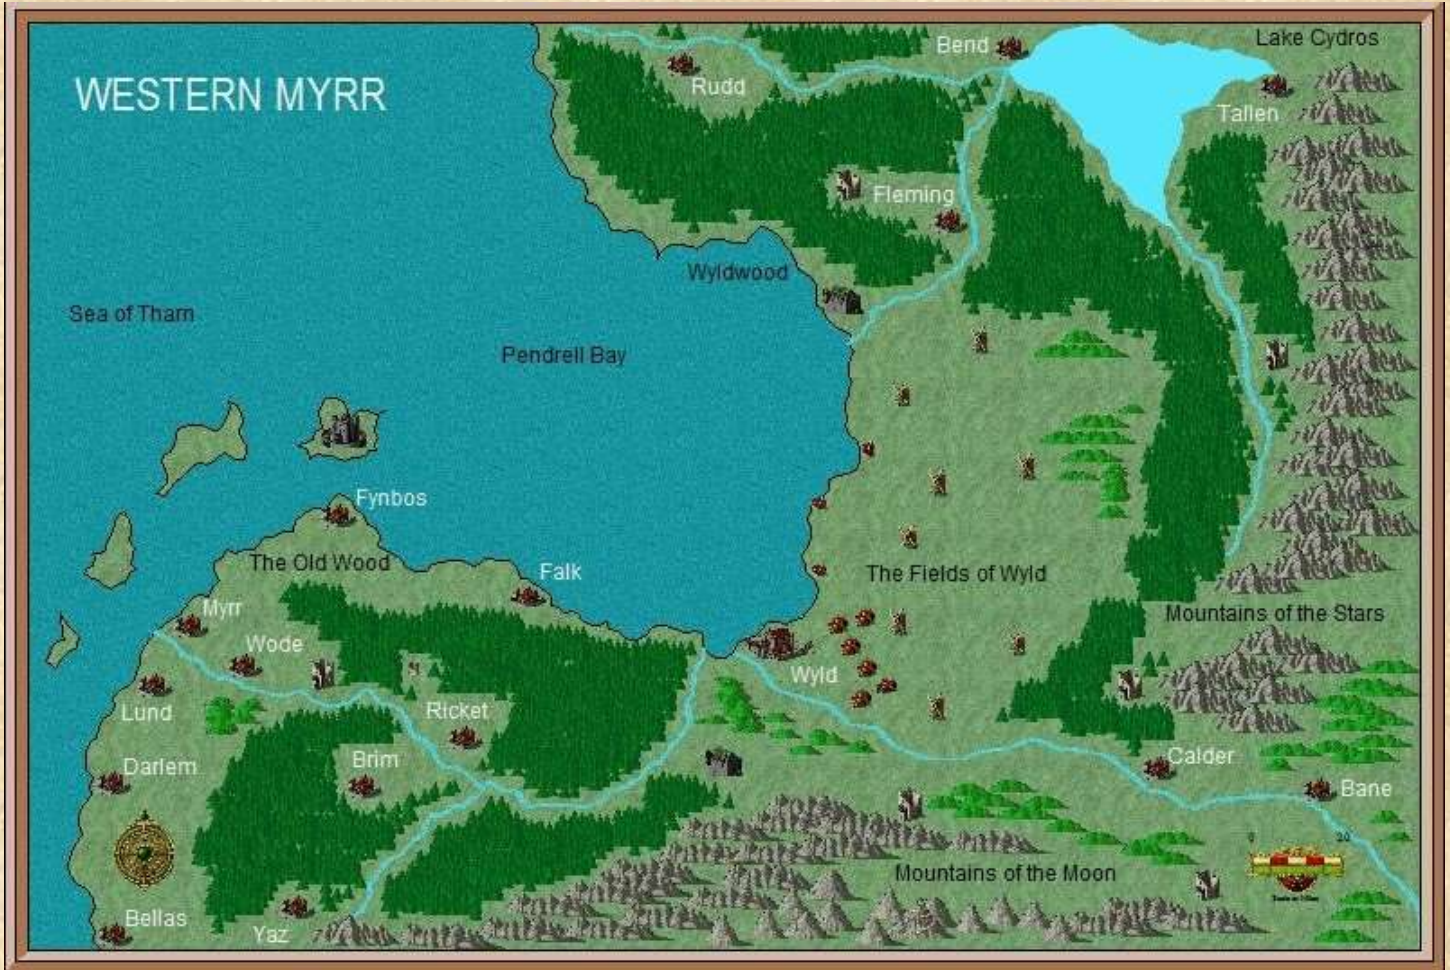 Bend
Lake Cydros
WESTERN MYRR
Rudd
Tallen
Fleming
Wyldwood
Sea of Tharn
Pendrell Bay
Fynbos
The Old Wood
Falk
The Fields of Wyld
Myrr
Mountains of the Stars
Wode
Wyld
Lund
Ricket
Brim
Calder
Darlem
Bane
0
20
Mountains of the Moon
Bellas
Yaz